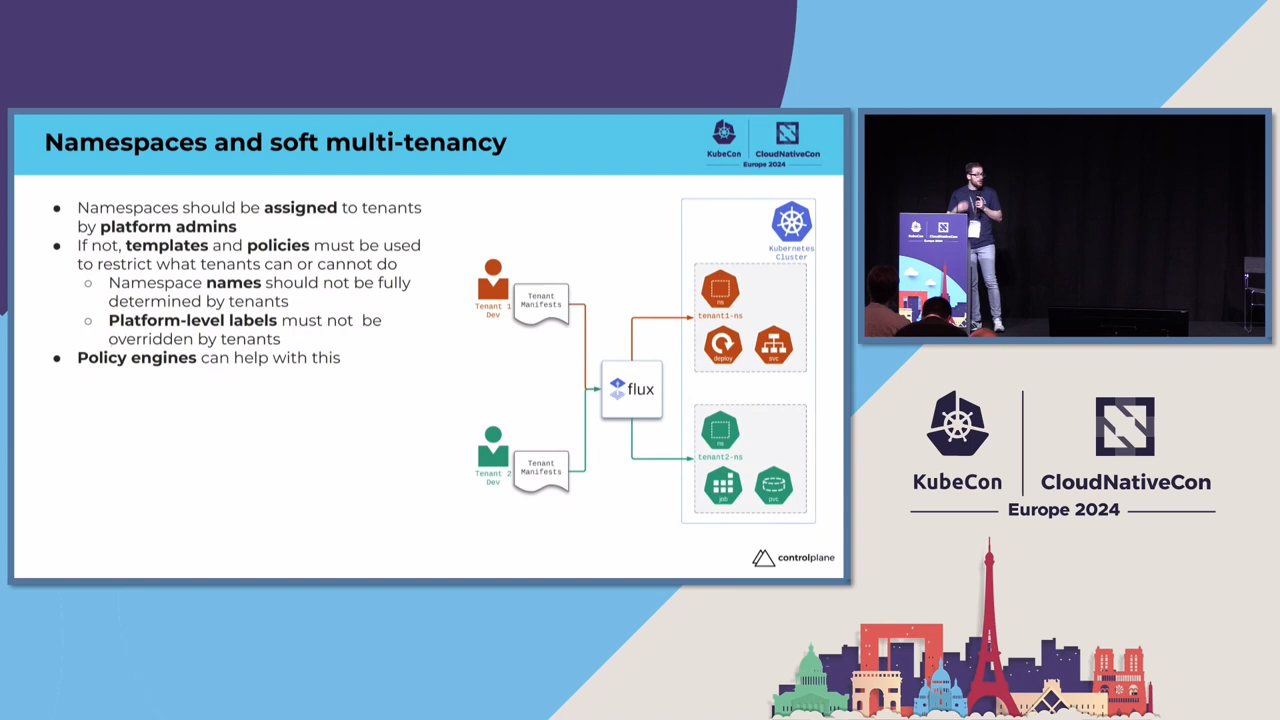 Namespaces and soft multi-tenancy
KubeCon
CloudNativeCon
Europe 2024
● Namespaces should be assigned to tenants
by platform admins
● If not, templates and policies must be used
to restrict what tenants can or cannot do
○ Namespace names should not be fully
determined by tenants
○ Platform-level labels must not be
overridden by tenants
● Policy engines can help with this
Kubernetes
Cluster
Tenant 1
Dev
Tenant
Manifests
ns
tenant1-ns
deploy
svc
flux
Tenant 2
Dev
Tenant
Manifests
ns
tenant2-ns
job
pvc
controlplane
KubeCon
CloudNativeCon
Europe 2024